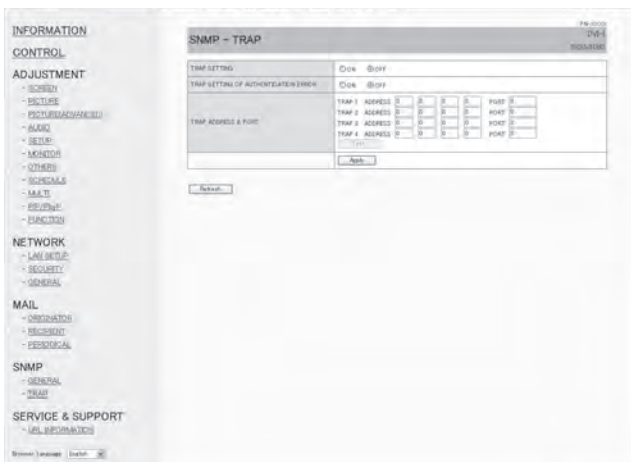 INFORMATION
CONTROL
ADJUSTMENT
- SCREEN
- PICTURE
- PICTURE(ADVANCED)
- AUDIO
- SETUP
- MONITOR
- OTHERS
- SCHEDULE
- MULTI
- PIP/PbyP
- FUNCTION
NETWORK
- LAN SETUP
- SECURITY
- GENERAL
MAIL
- ORIGINATOR
- RECIPIENT
- PERIODICAL
SNMP
- GENERAL
- TRAP
SERVICE & SUPPORT
- URL INFORMATION
Browser Language English
SNMP - TRAP
TRAP SETTING ON OFF
TRAP SETTING OF AUTHENTICATION ERROR ON OFF
TRAP ADDRESS & PORT
TRAP 1 ADDRESS 0 0 0 0 PORT 0
TRAP 2 ADDRESS 0 0 0 0 PORT 0
TRAP 3 ADDRESS 0 0 0 0 PORT 0
TRAP 4 ADDRESS 0 0 0 0 PORT 0
Test
Apply
Refresh